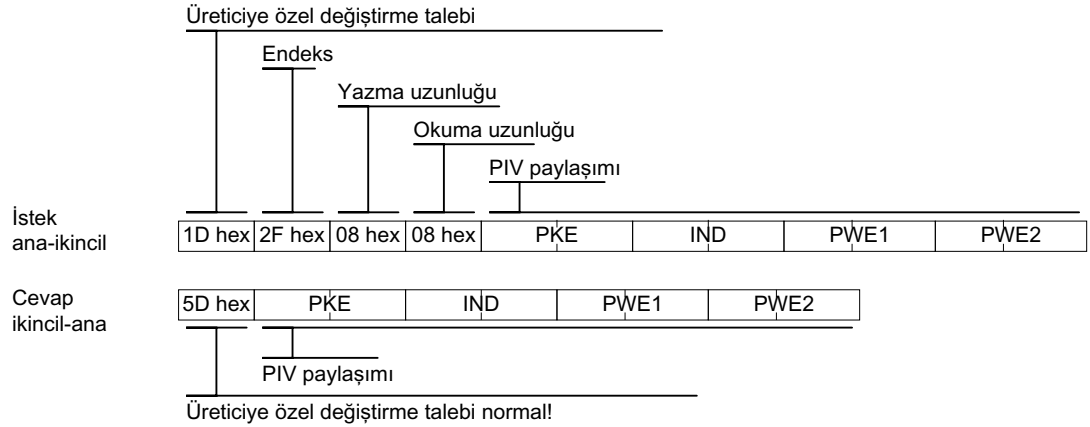 Üreticiye özel değiştirme talebi
Endeks
Yazma uzunluğu
Okuma uzunluğu
PIV paylaşımı
İstek
ana-ikincil
1D hex 2F hex 08 hex 08 hex PKE IND PWE1 PWE2
Cevap
ikincil-ana
5D hex PKE IND PWE1 PWE2
PIV paylaşımı
Üreticiye özel değiştirme talebi normal!